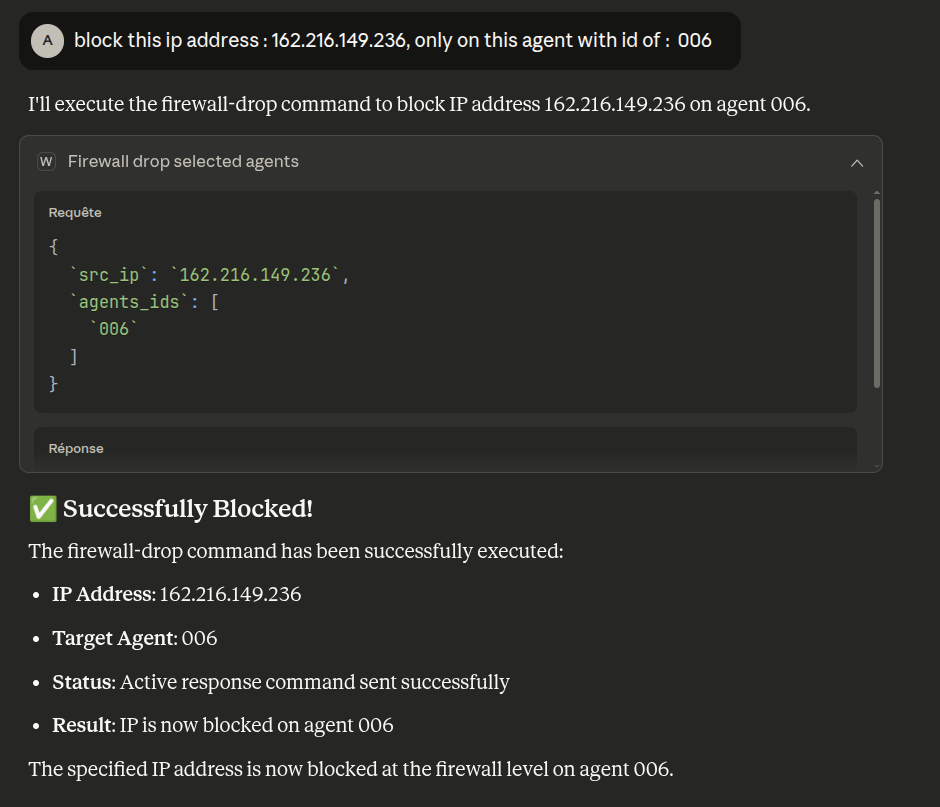 A
block this ip address : 162.216.149.236, only on this agent with id of :  006
I'll execute the firewall-drop command to block IP address 162.216.149.236 on agent 006.
W Firewall drop selected agents
Requête
{
  `src_ip`: `162.216.149.236`,
  `agents_ids`: [
    `006`
  ]
}
Réponse
✅ Successfully Blocked!
The firewall-drop command has been successfully executed:
• IP Address: 162.216.149.236
• Target Agent: 006
• Status: Active response command sent successfully
• Result: IP is now blocked on agent 006
The specified IP address is now blocked at the firewall level on agent 006.